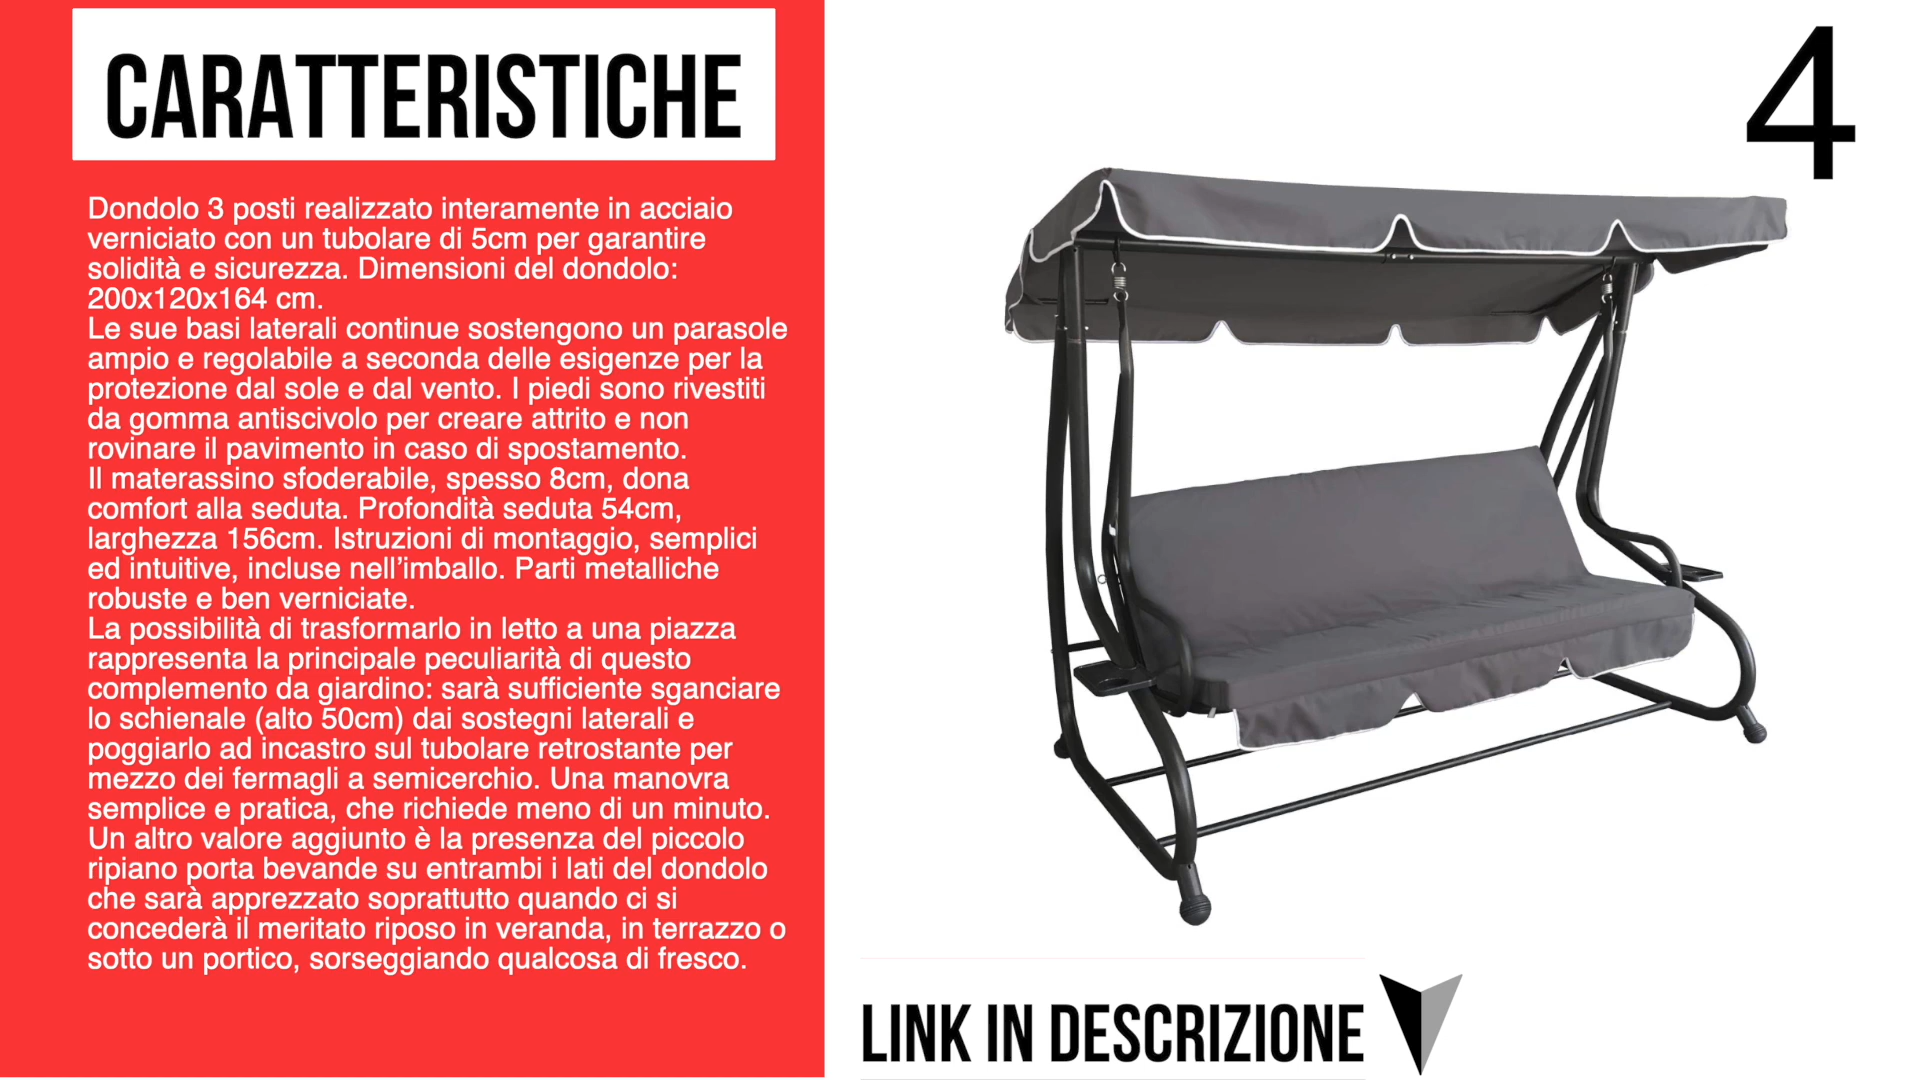 CARATTERISTICHE
4
Dondolo 3 posti realizzato interamente in acciaio
verniciato con un tubolare di 5cm per garantire
solidità e sicurezza. Dimensioni del dondolo:
200x120x164 cm.
Le sue basi laterali continue sostengono un parasole
ampio e regolabile a seconda delle esigenze per la
protezione dal sole e dal vento. I piedi sono rivestiti
da gomma antiscivolo per creare attrito e non
rovinare il pavimento in caso di spostamento.
Il materassino sfoderabile, spesso 8cm, dona
comfort alla seduta. Profondità seduta 54cm,
larghezza 156cm. Istruzioni di montaggio, semplici
ed intuitive, incluse nell’imballo. Parti metalliche
robuste e ben verniciate.
La possibilità di trasformarlo in letto a una piazza
rappresenta la principale peculiarità di questo
complemento da giardino: sarà sufficiente sganciare
lo schienale (alto 50cm) dai sostegni laterali e
poggiarlo ad incastro sul tubolare retrostante per
mezzo dei fermagli a semicerchio. Una manovra
semplice e pratica, che richiede meno di un minuto.
Un altro valore aggiunto è la presenza del piccolo
ripiano porta bevande su entrambi i lati del dondolo
che sarà apprezzato soprattutto quando ci si
concederà il meritato riposo in veranda, in terrazzo o
sotto un portico, sorseggiando qualcosa di fresco.
LINK IN DESCRIZIONE